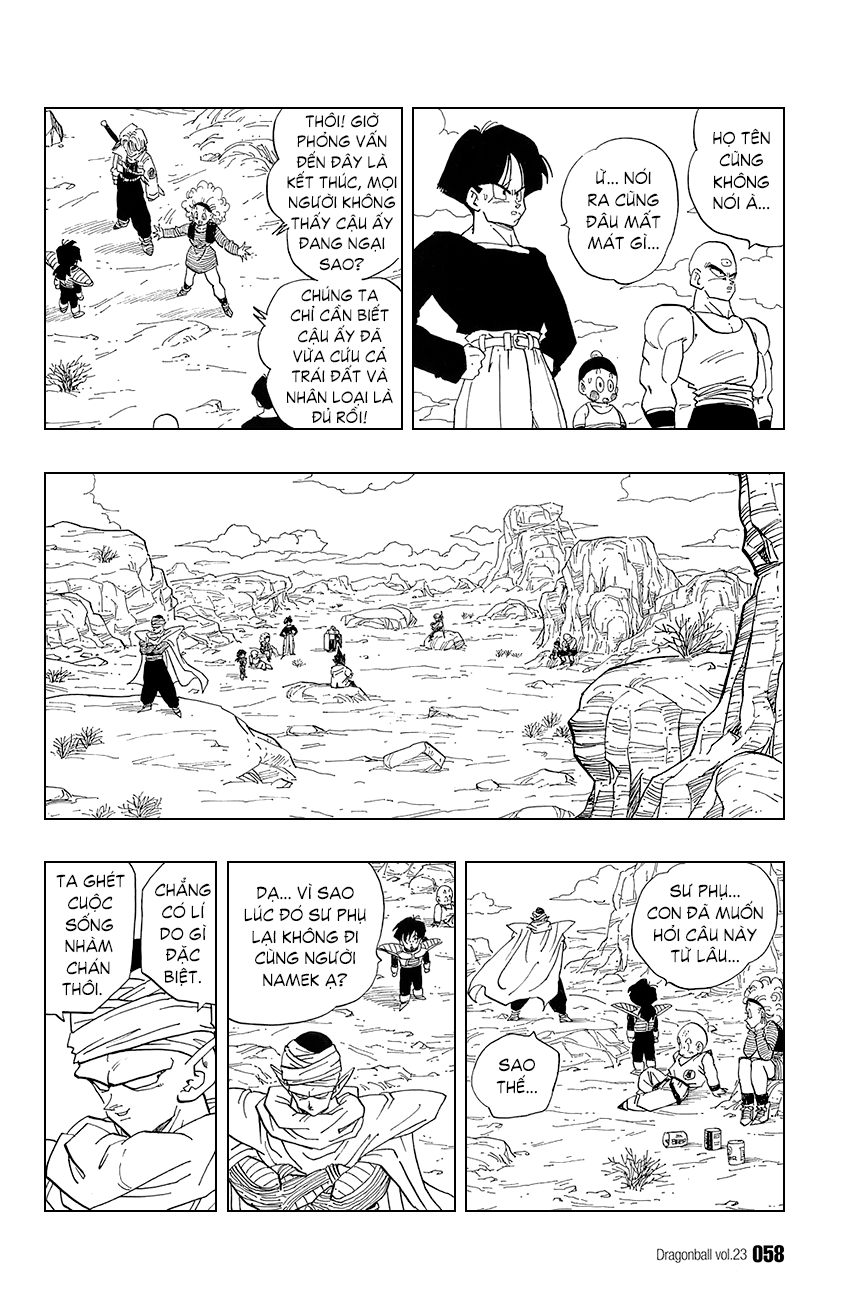 HỌ TÊN
CŨNG
KHÔNG
NÓI À...
Ừ... NÓI
RA CŨNG
ĐÂU MẤT
MÁT GÌ...
THÔI! GIỜ
PHỎNG VẤN
ĐẾN ĐÂY LÀ
KẾT THÚC, MỌI
NGƯỜI KHÔNG
THẤY CẬU ẤY
ĐANG NGẠI
SAO?
CHÚNG TA
CHỈ CẦN BIẾT
CẬU ẤY ĐÃ
VỪA CỨU CẢ
TRÁI ĐẤT VÀ
NHÂN LOẠI LÀ
ĐỦ RỒI!
SƯ PHỤ...
CON ĐÃ MUỐN
HỎI CÂU NÀY
TỪ LÂU...
SAO
THẾ...
DẠ... VÌ SAO
LÚC ĐÓ SƯ PHỤ
LẠI KHÔNG ĐI
CÙNG NGƯỜI
NAMEK Ạ?
CHẲNG
CÓ LÍ
DO GÌ
ĐẶC
BIỆT.
TA GHÉT
CUỘC
SỐNG
NHÀM
CHÁN
THÔI.
Dragonball vol.23 058